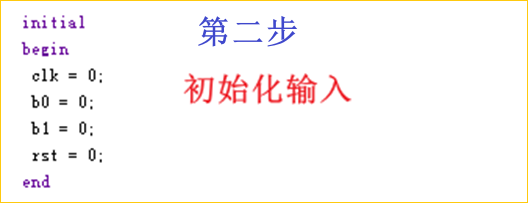 initial
第二步
begin
clk = 0;
初始化输入
b0 = 0;
b1 = 0;
rst = 0;
end